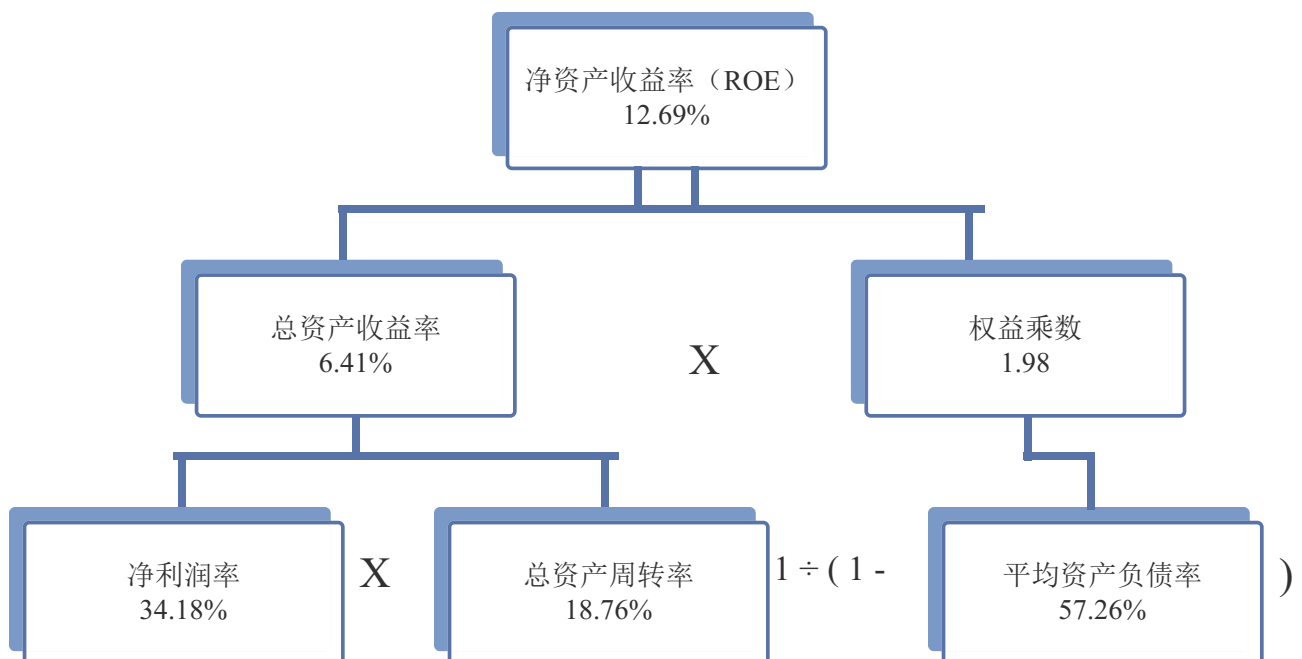 净资产收益率（ROE）
12.69%
总资产收益率
6.41%
X
权益乘数
1.98
净利润率
34.18%
X
总资产周转率
18.76%
1 ÷ ( 1 -
平均资产负债率
57.26%
)